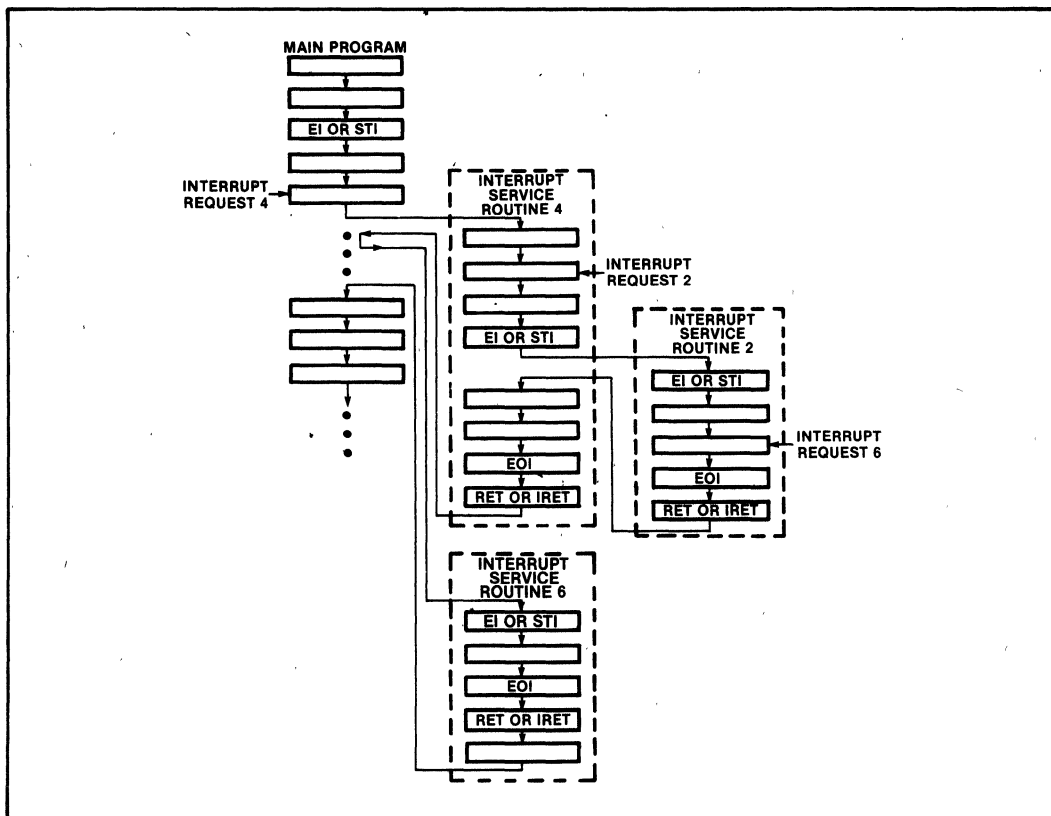 MAIN PROGRAM
EI OR STI
INTERRUPT
REQUEST 4
INTERRUPT
SERVICE
ROUTINE 4
INTERRUPT
REQUEST 2
EI OR STI
EOI
RET OR IRET
INTERRUPT
SERVICE
ROUTINE 2
EI OR STI
INTERRUPT
REQUEST 6
EOI
RET OR IRET
INTERRUPT
SERVICE
ROUTINE 6
EI OR STI
EOI
RET OR IRET